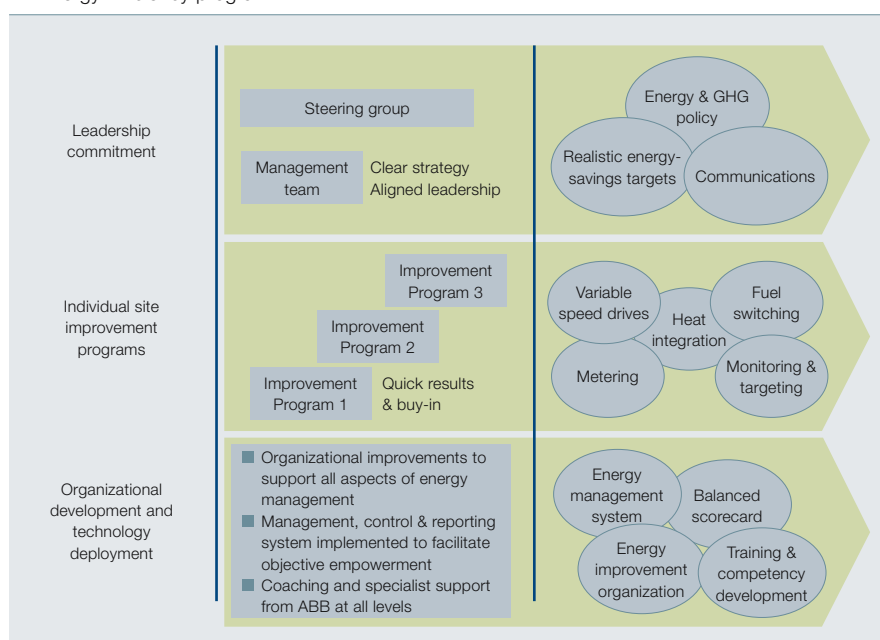 Leadership
commitment
Steering group
Management
team
Clear strategy
Aligned leadership
Energy & GHG
policy
Realistic energy-
savings targets
Communications
Individual site
improvement
programs
Improvement
Program 3
Improvement
Program 2
Improvement
Program 1
Quick results
& buy-in
Variable
speed drives
Heat
integration
Fuel
switching
Metering
Monitoring &
targeting
Organizational
development and
technology
deployment
Organizational improvements to
support all aspects of energy
management
Management, control & reporting
system implemented to facilitate
objective empowerment
Coaching and specialist support
from ABB at all levels
Energy
management
system
Balanced
scorecard
Energy
improvement
organization
Training &
competency
development